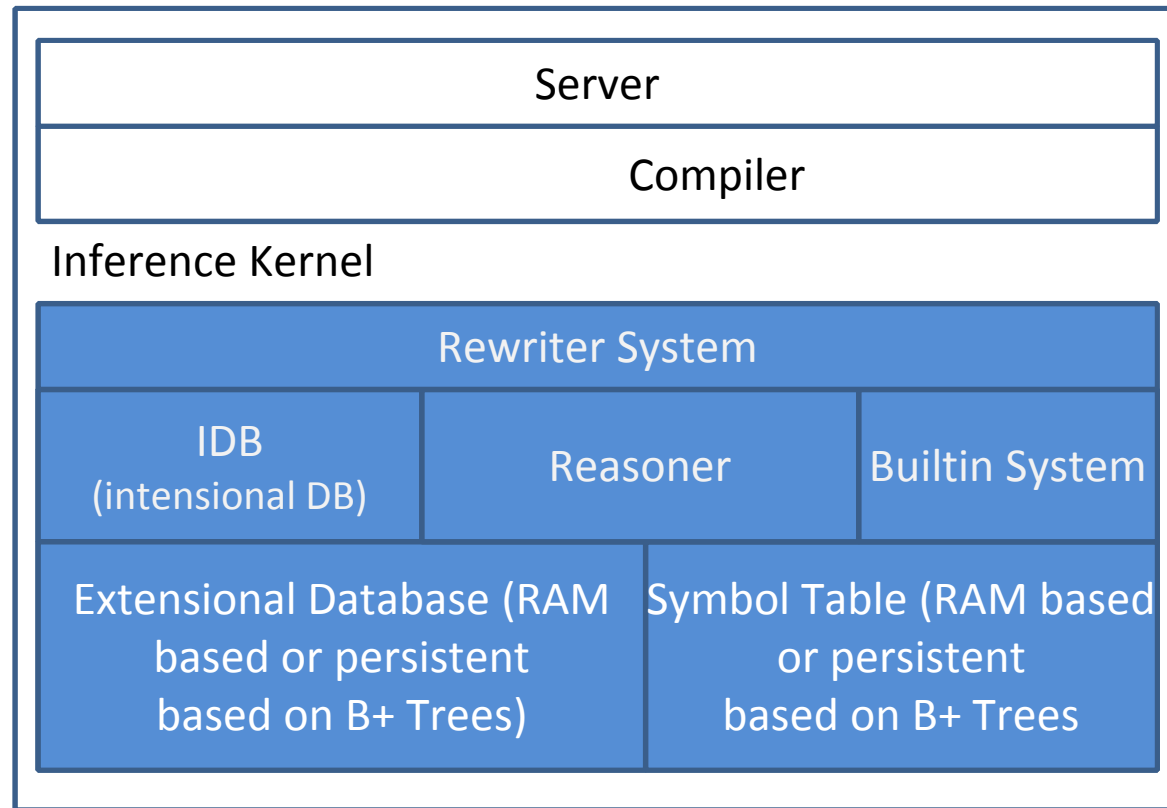 Server
Compiler
Inference Kernel
Rewriter System
IDB
(intensional DB)
Reasoner
Builtin System
Extensional Database (RAM
based or persistent
based on B+ Trees)
Symbol Table (RAM based
or persistent
based on B+ Trees